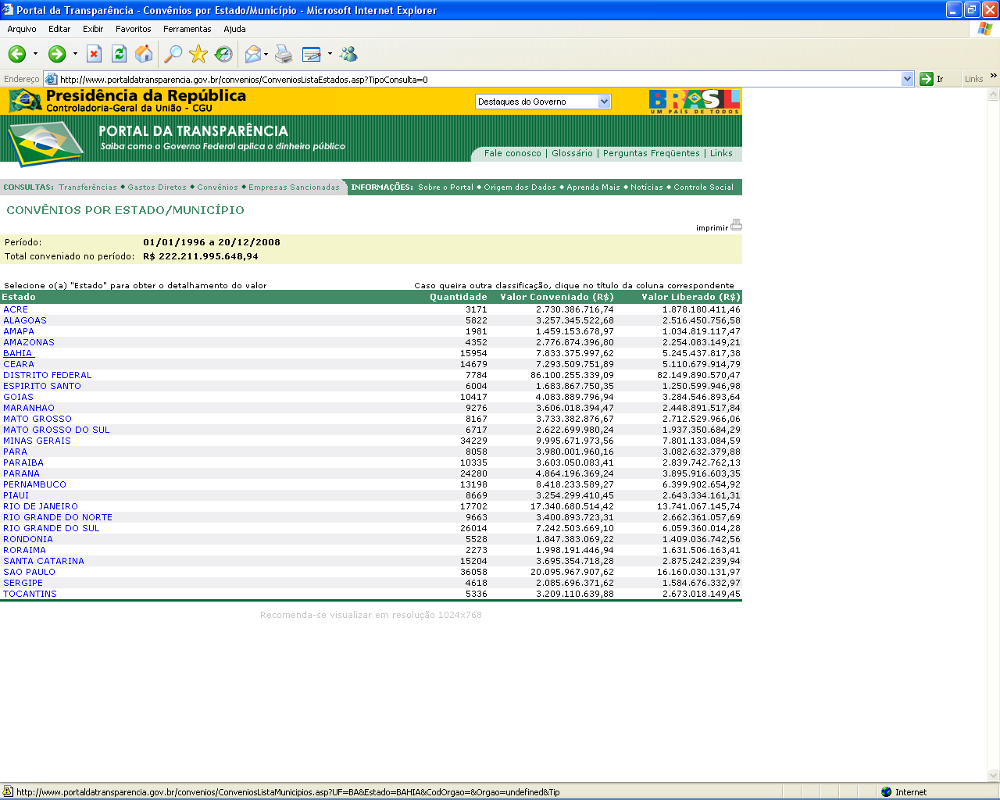 Portal da Transparência - Convênios por Estado/Município - Microsoft Internet Explorer
Arquivo Editar Exibir Favoritos Ferramentas Ajuda
Endereço http://www.portaldatransparencia.gov.br/convenios/ConveniosListaEstados.asp?TipoConsulta=0 Ir Links »
Presidência da República
Controladoria-Geral da União - CGU
Destaques do Governo
BRASIL
UM PAÍS DE TODOS
PORTAL DA TRANSPARÊNCIA
Saiba como o Governo Federal aplica o dinheiro público
Fale conosco | Glossário | Perguntas Freqüentes | Links
CONSULTAS: Transferências ◆ Gastos Diretos ◆ Convênios ◆ Empresas Sancionadas INFORMAÇÕES: Sobre o Portal ◆ Origem dos Dados ◆ Aprenda Mais ◆ Notícias ◆ Controle Social
CONVÊNIOS POR ESTADO/MUNICÍPIO
imprimir
Período: 01/01/1996 a 20/12/2008
Total conveniado no período: R$ 222.211.995.648,94
Selecione o(a) "Estado" para obter o detalhamento do valor Caso queira outra classificação, clique no título da coluna correspondente
Estado Quantidade Valor Conveniado (R$) Valor Liberado (R$)
ACRE 3171 2.730.386.716,74 1.878.180.411,46
ALAGOAS 5822 3.257.345.522,68 2.516.450.756,58
AMAPA 1981 1.459.153.678,97 1.034.819.117,47
AMAZONAS 4352 2.776.874.396,80 2.254.083.149,21
BAHIA 15954 7.833.375.997,62 5.245.437.817,38
CEARA 14679 7.293.509.751,89 5.110.679.914,79
DISTRITO FEDERAL 7784 86.100.255.339,09 82.149.890.570,47
ESPIRITO SANTO 6004 1.683.867.750,35 1.250.599.946,98
GOIAS 10417 4.083.889.796,94 3.284.546.893,64
MARANHAO 9276 3.606.018.394,47 2.448.891.517,84
MATO GROSSO 8167 3.733.382.876,67 2.712.529.966,06
MATO GROSSO DO SUL 6717 2.622.699.980,24 1.937.350.684,29
MINAS GERAIS 34229 9.995.671.973,56 7.801.133.084,59
PARA 8058 3.980.001.960,16 3.082.632.379,88
PARAIBA 10335 3.603.050.083,41 2.839.742.762,13
PARANA 24280 4.864.196.369,24 3.895.916.603,35
PERNAMBUCO 13198 8.418.233.589,27 6.399.902.654,92
PIAUI 8669 3.254.299.410,45 2.643.334.161,31
RIO DE JANEIRO 17702 17.340.680.514,42 13.741.067.145,74
RIO GRANDE DO NORTE 9663 3.400.893.723,31 2.662.361.057,69
RIO GRANDE DO SUL 26014 7.242.503.669,10 6.059.360.014,28
RONDONIA 5528 1.847.383.069,22 1.409.036.742,56
RORAIMA 2273 1.998.191.446,94 1.631.506.163,41
SANTA CATARINA 15204 3.695.354.718,28 2.875.242.239,94
SAO PAULO 36058 20.095.967.907,62 16.160.030.131,97
SERGIPE 4618 2.085.696.371,62 1.584.676.332,97
TOCANTINS 5336 3.209.110.639,88 2.673.018.149,45
Recomenda-se visualizar em resolução 1024x768
http://www.portaldatransparencia.gov.br/convenios/ConveniosListaMunicipios.asp?UF=BA&Estado=BAHIA&CodOrgao=&Orgao=undefined&Tip Internet